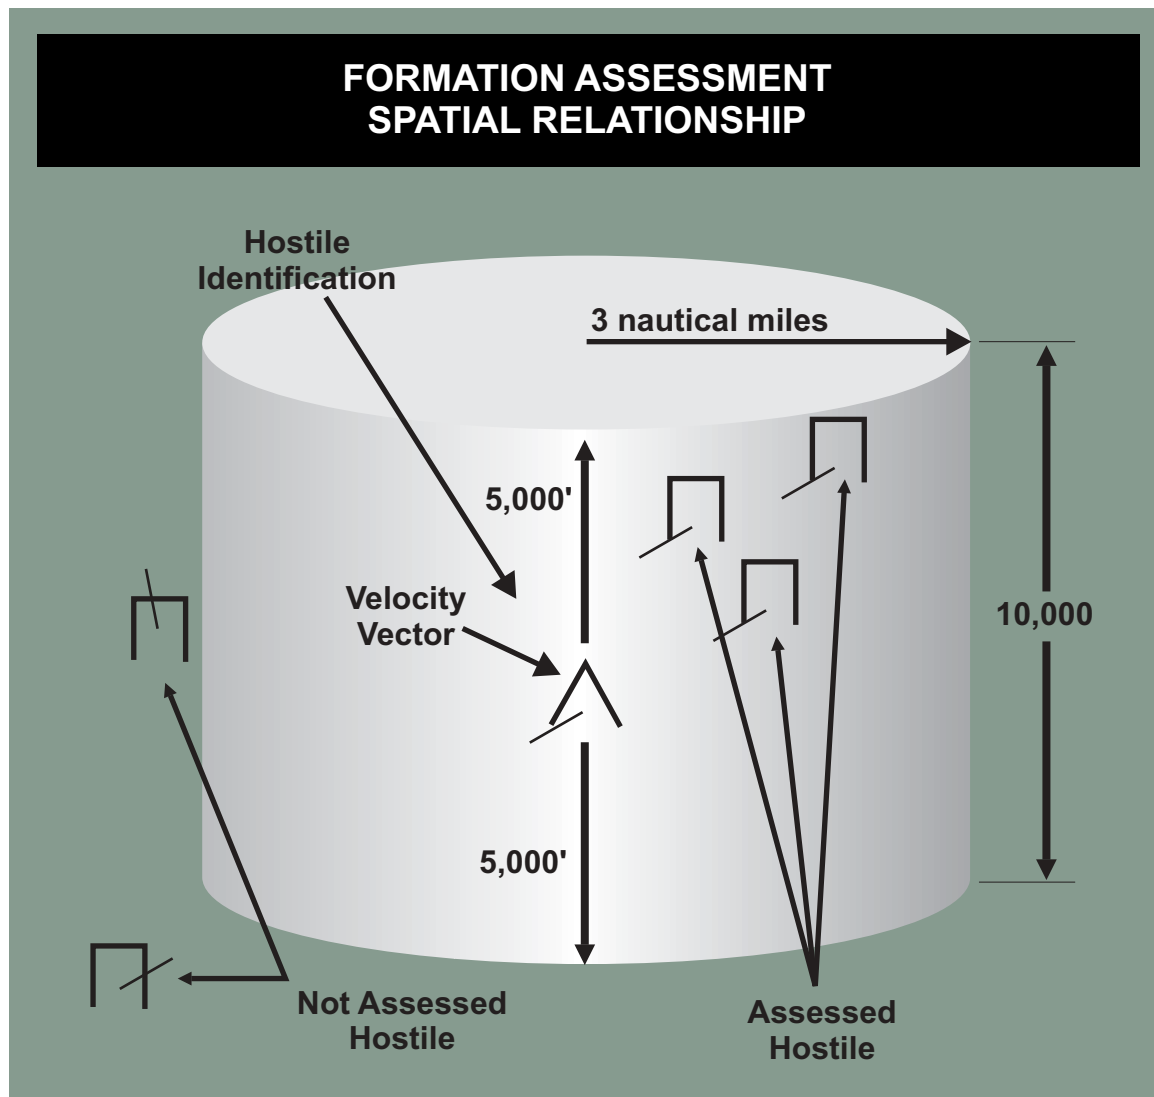 FORMATION ASSESSMENT
SPATIAL RELATIONSHIP
Hostile
Identification
3 nautical miles
5,000'
Velocity
Vector
10,000
5,000'
Not Assessed
Hostile
Assessed
Hostile